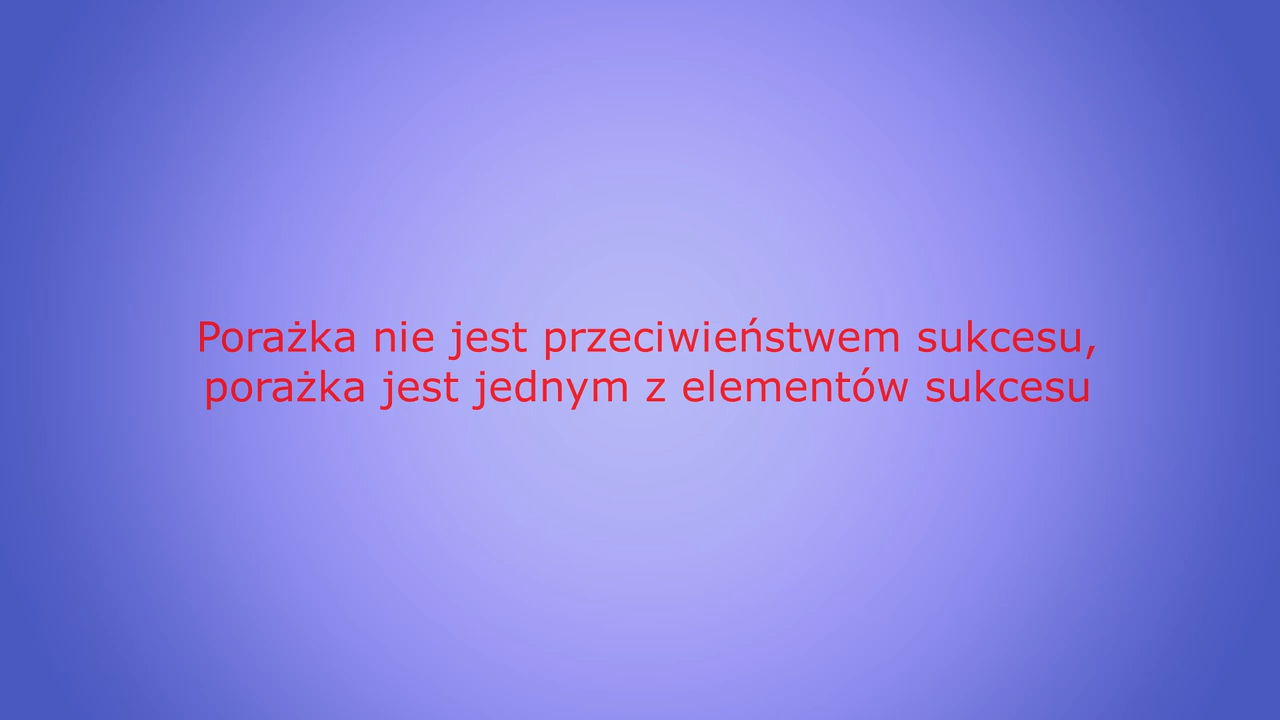 Porażka nie jest przeciwieństwem sukcesu,
porażka jest jednym z elementów sukcesu